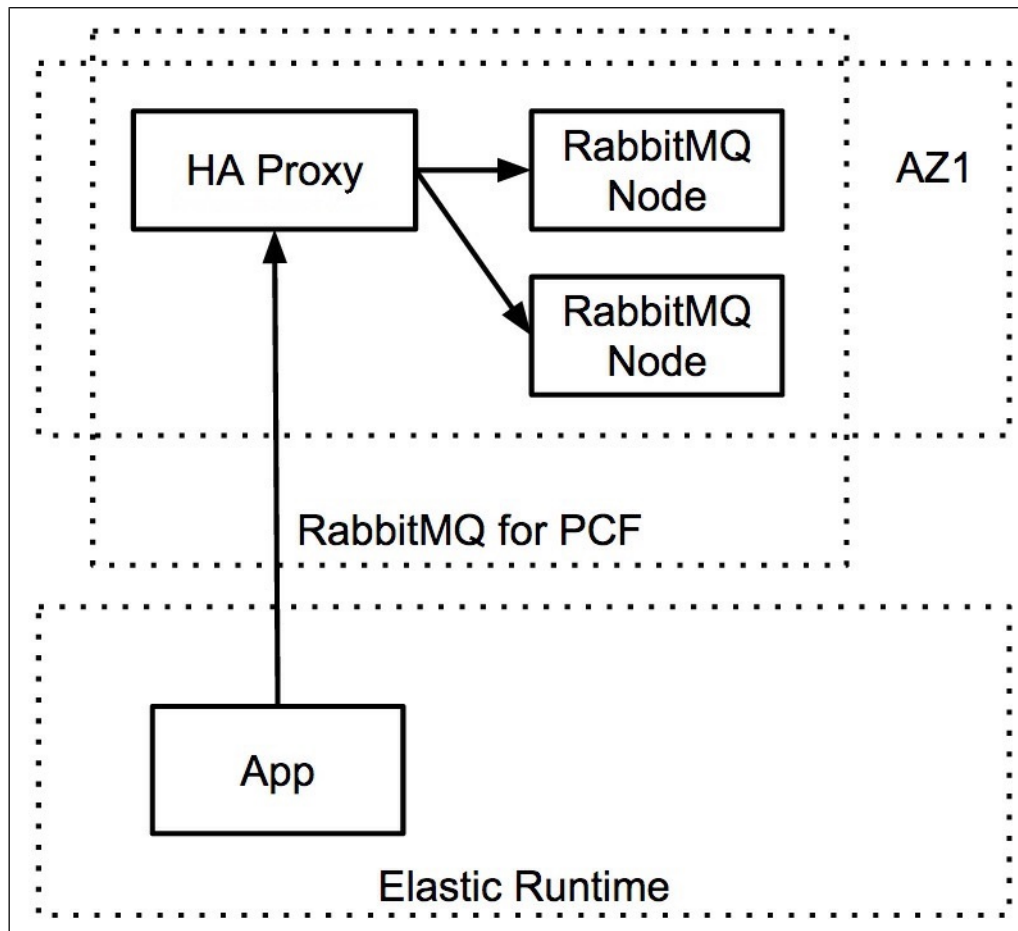 HA Proxy
RabbitMQ
Node
AZ1
RabbitMQ
Node
RabbitMQ for PCF
App
Elastic Runtime